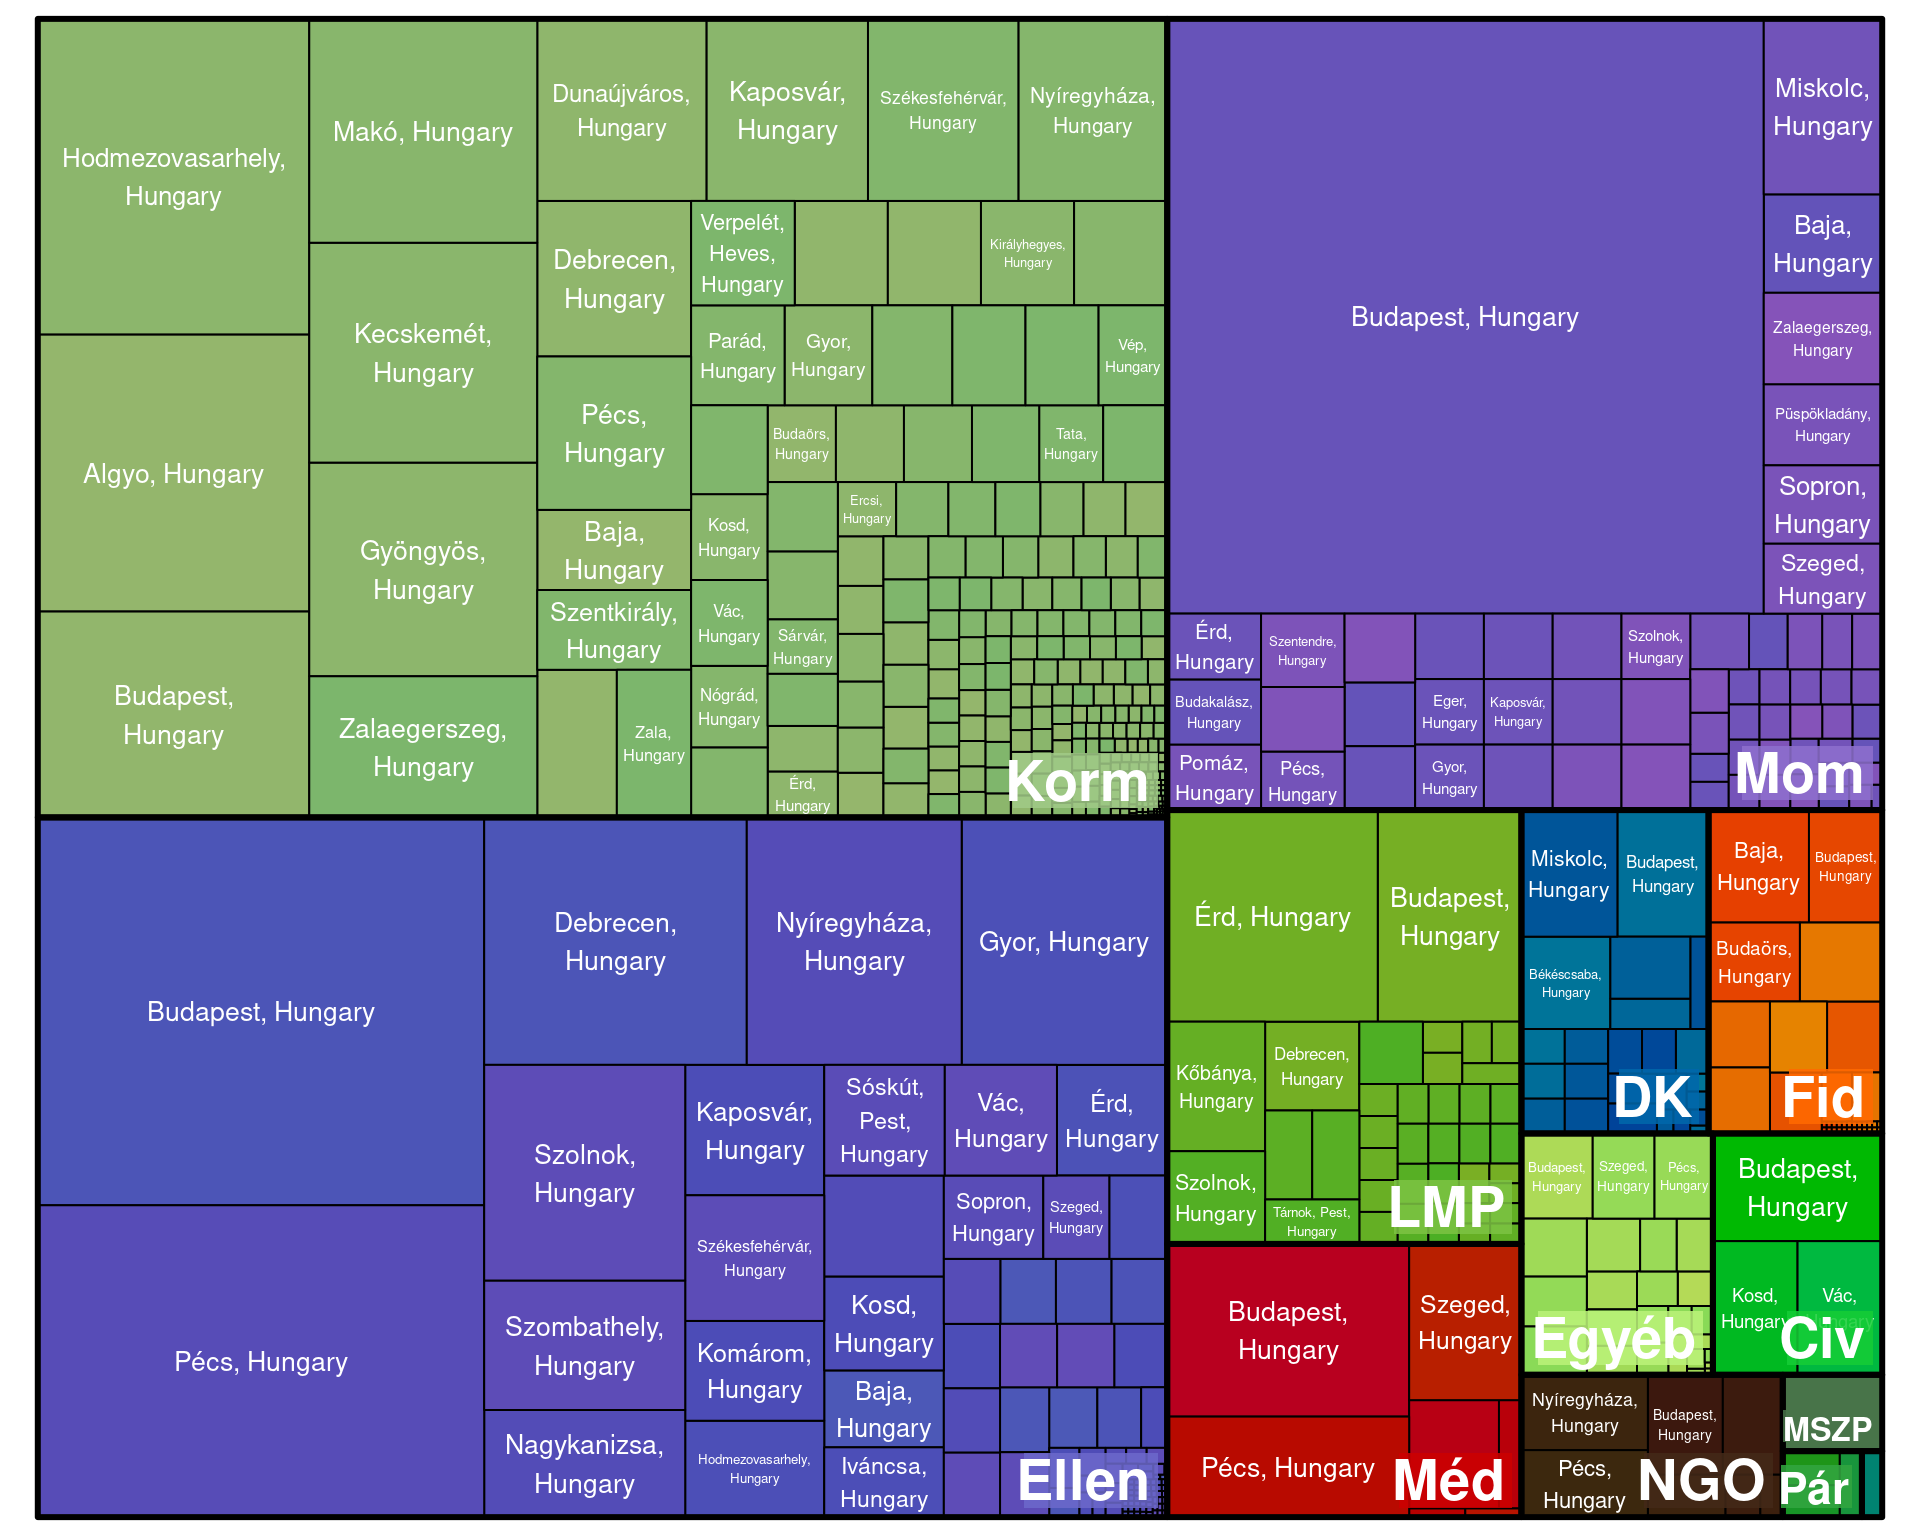 Hodmezovasarhely,
Hungary
Algyo, Hungary
Budapest,
Hungary
Makó, Hungary
Kecskemét,
Hungary
Gyöngyös,
Hungary
Zalaegerszeg,
Hungary
Dunaújváros,
Hungary
Kaposvár,
Hungary
Székesfehérvár,
Hungary
Nyíregyháza,
Hungary
Debrecen,
Hungary
Pécs,
Hungary
Baja,
Hungary
Szentkirály,
Hungary
Zala,
Hungary
Verpelét,
Heves,
Hungary
Királyhegyes,
Hungary
Parád,
Hungary
Gyor,
Hungary
Vép,
Hungary
Budaörs,
Hungary
Tata,
Hungary
Kosd,
Hungary
Ercsi,
Hungary
Vác,
Hungary
Sárvár,
Hungary
Nógrád,
Hungary
Érd,
Hungary
Korm
Budapest, Hungary
Miskolc,
Hungary
Baja,
Hungary
Zalaegerszeg,
Hungary
Püspökladány,
Hungary
Sopron,
Hungary
Szeged,
Hungary
Érd,
Hungary
Szentendre,
Hungary
Szolnok,
Hungary
Budakalász,
Hungary
Eger,
Hungary
Kaposvár,
Hungary
Pomáz,
Hungary
Pécs,
Hungary
Gyor,
Hungary
Mom
Budapest, Hungary
Pécs, Hungary
Debrecen,
Hungary
Nyíregyháza,
Hungary
Gyor, Hungary
Szolnok,
Hungary
Szombathely,
Hungary
Nagykanizsa,
Hungary
Kaposvár,
Hungary
Székesfehérvár,
Hungary
Komárom,
Hungary
Hodmezovasarhely,
Hungary
Sóskút,
Pest,
Hungary
Vác,
Hungary
Érd,
Hungary
Sopron,
Hungary
Szeged,
Hungary
Kosd,
Hungary
Baja,
Hungary
Iváncsa,
Hungary
Ellen
Érd, Hungary
Budapest,
Hungary
Kőbánya,
Hungary
Debrecen,
Hungary
Szolnok,
Hungary
Tárnok, Pest,
Hungary
LMP
Budapest,
Hungary
Szeged,
Hungary
Pécs, Hungary
Méd
Miskolc,
Hungary
Budapest,
Hungary
Békéscsaba,
Hungary
DK
Baja,
Hungary
Budapest,
Hungary
Budaörs,
Hungary
Fid
Budapest,
Hungary
Szeged,
Hungary
Pécs,
Hungary
Egyéb
Budapest,
Hungary
Kosd,
Hungary
Vác,
Hungary
Civ
Nyíregyháza,
Hungary
Budapest,
Hungary
Pécs,
Hungary
NGO
MSZP
Pár